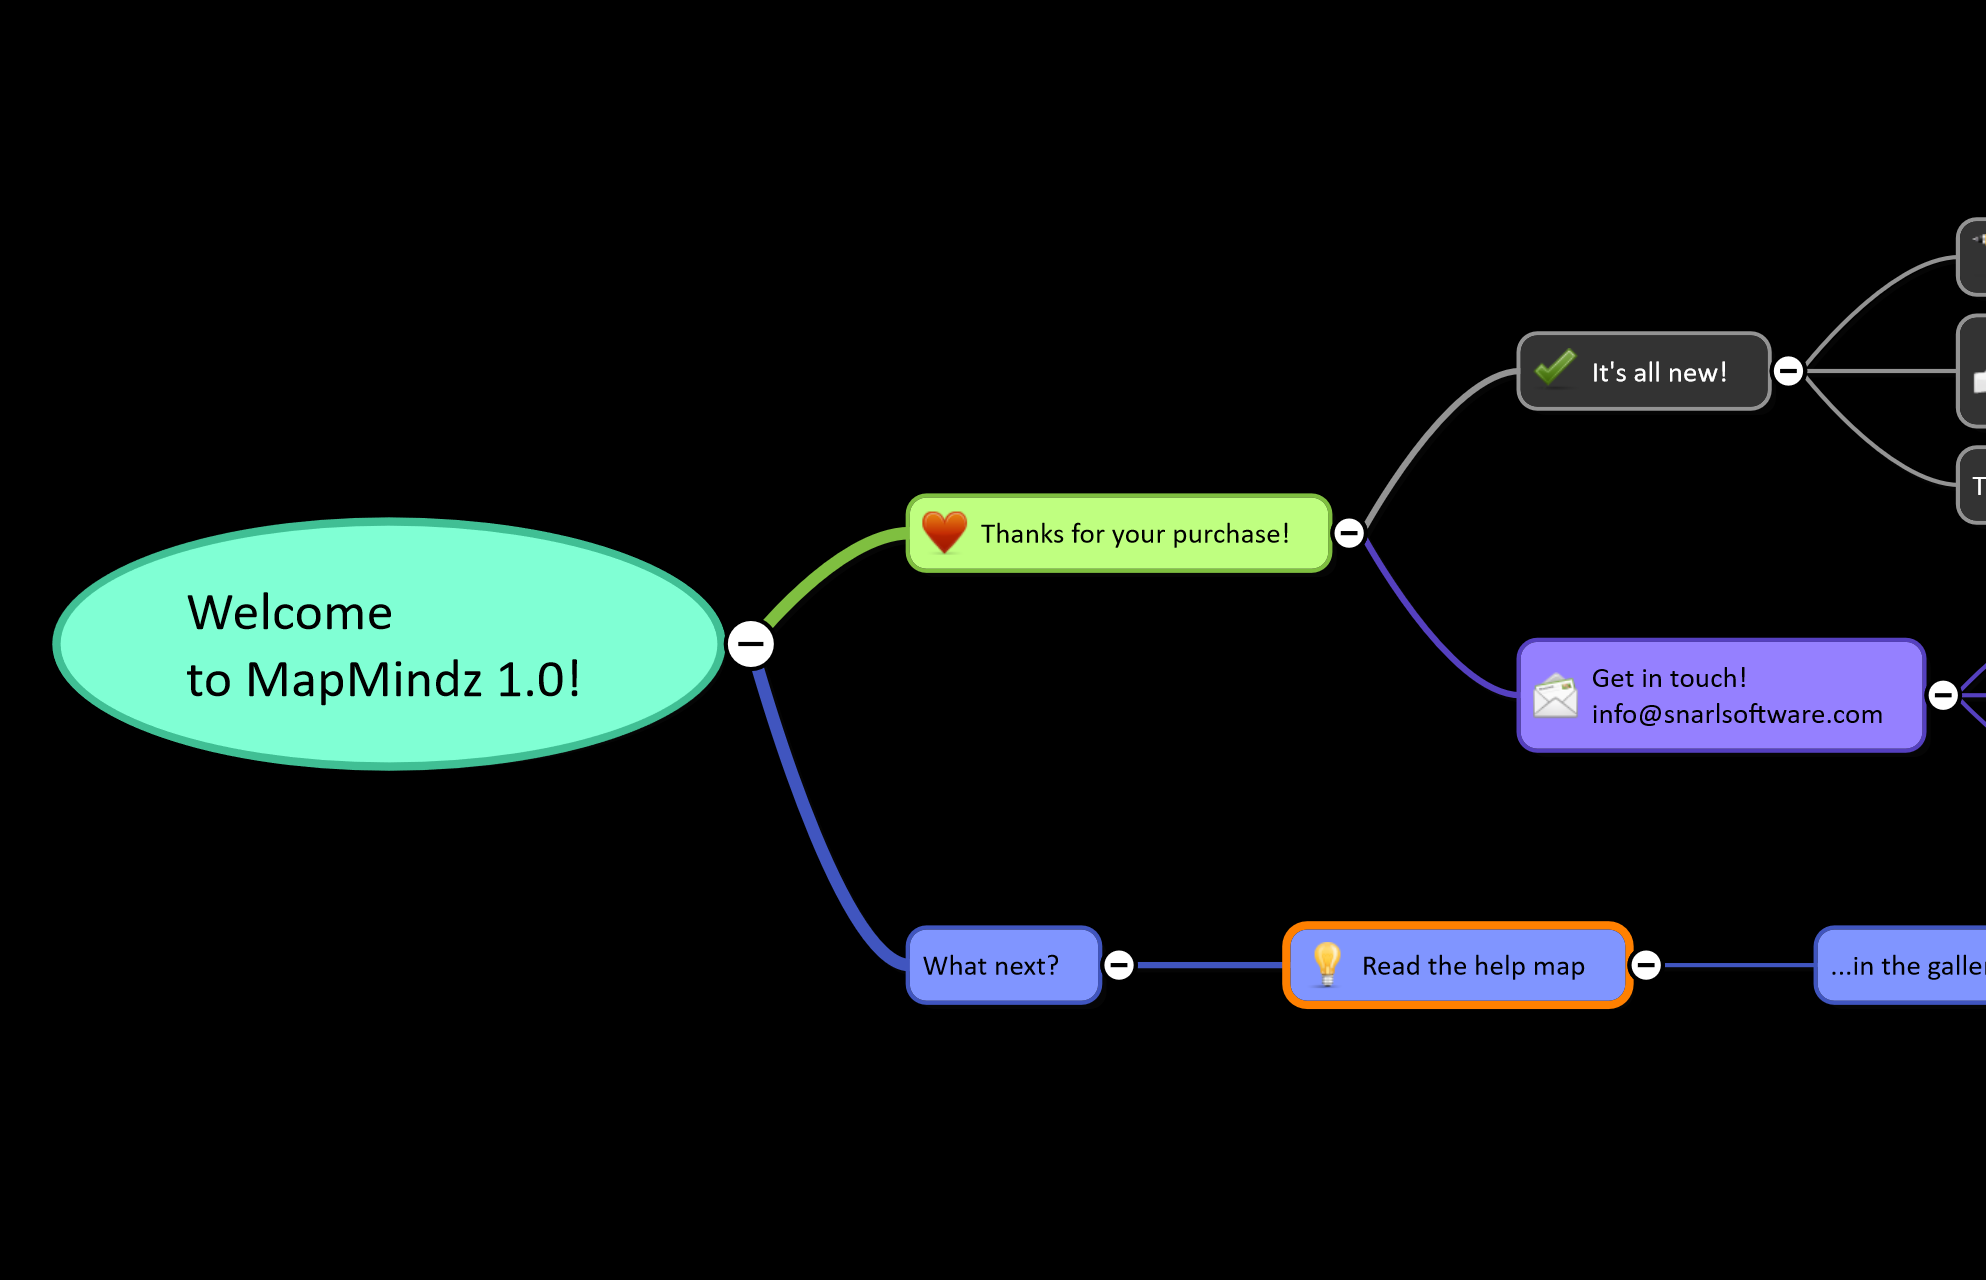 Welcome
to MapMindz 1.0!
Thanks for your purchase!
It's all new!
Get in touch!
info@snarlsoftware.com
What next?
Read the help map
...in the